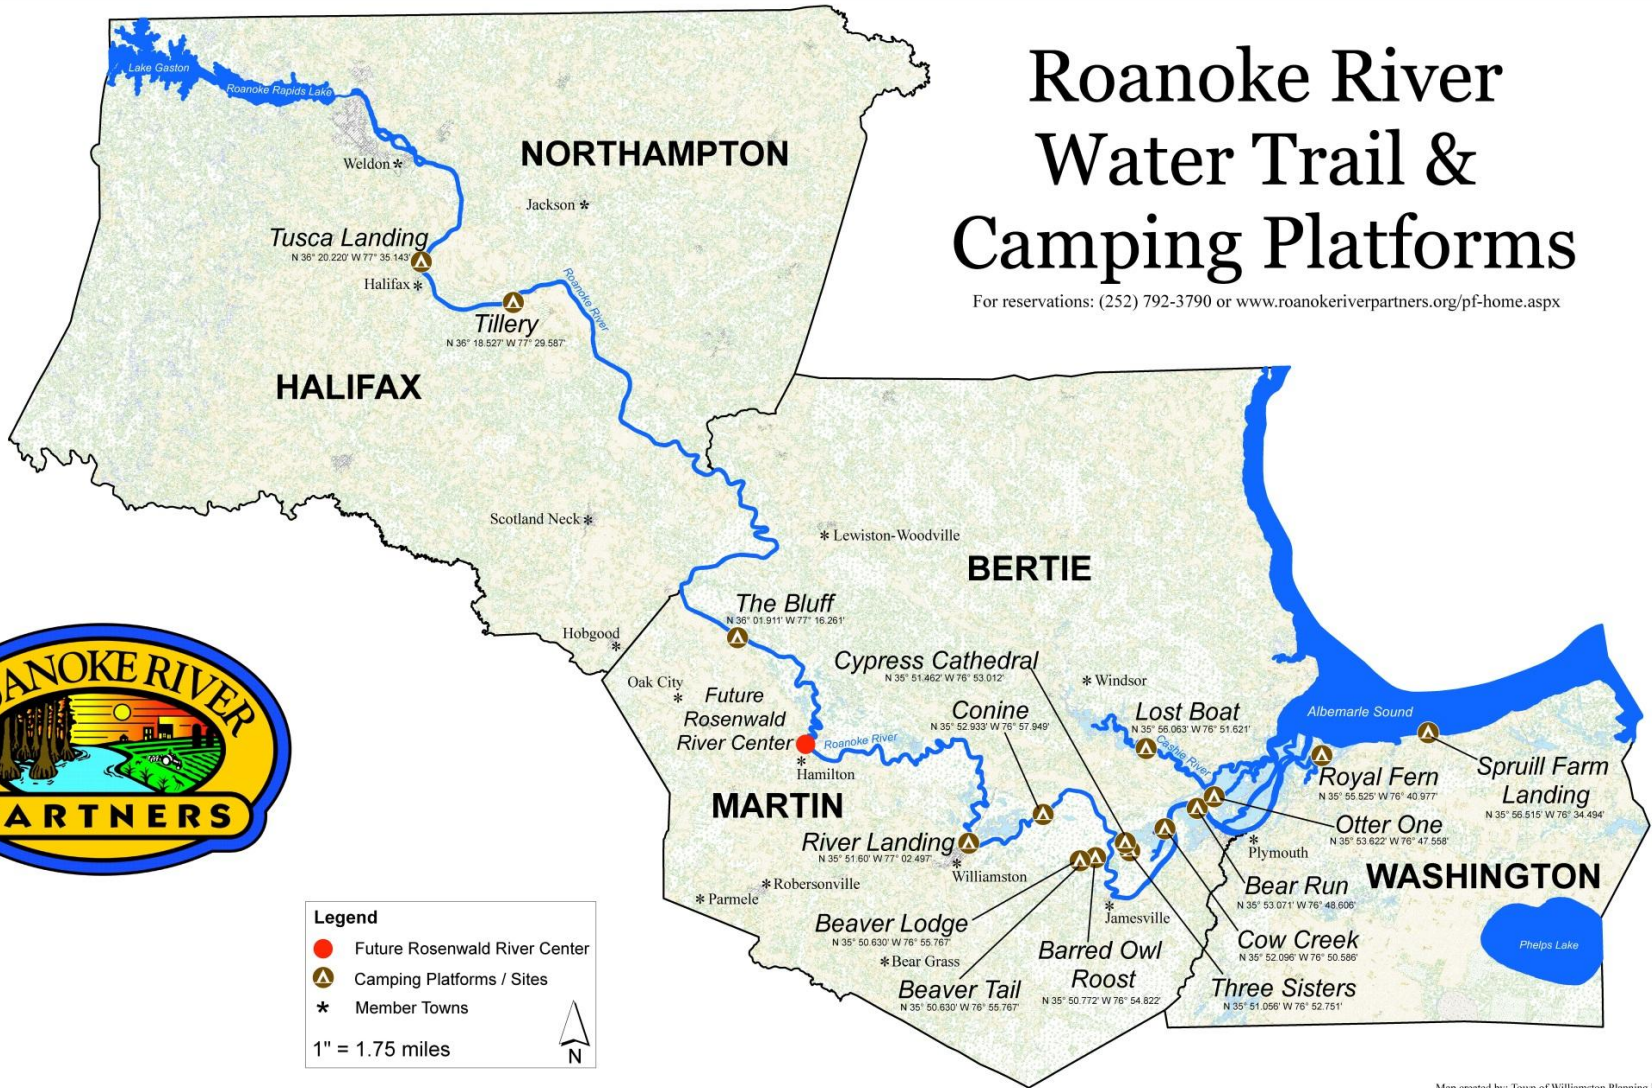 Roanoke River
Water Trail &
Camping Platforms
For reservations: (252) 792-3790 or www.roanokeriverpartners.org/pf-home.aspx
Lake Gaston
Roanoke Rapids Lake
Weldon *
NORTHAMPTON
Jackson *
Tusca Landing
N 36° 20.220' W 77° 35.143'
Halifax *
Roanoke River
Tillery
N 36° 18.527' W 77° 29.587'
HALIFAX
Scotland Neck *
* Lewiston-Woodville
BERTIE
The Bluff
N 36° 01.911' W 77° 16.261'
Hobgood
*
Oak City
*
Future
Rosenwald
River Center
Roanoke River
*
Hamilton
MARTIN
Cypress Cathedral
N 35° 51.462' W 76° 53.012'
Conine
N 35° 52.933' W 76° 57.949'
* Windsor
Lost Boat
N 35° 56.063' W 76° 51.621'
Cashie River
Albemarle Sound
Royal Fern
N 35° 55.525' W 76° 40.977'
Spruill Farm
Landing
N 35° 56.515' W 76° 34.494'
Otter One
N 35° 53.622' W 76° 47.558'
River Landing
N 35° 51.60' W 77° 02.497'
*
Williamston
*
Plymouth
WASHINGTON
Bear Run
N 35° 53.071' W 76° 48.606'
* Robersonville
* Parmele
*
Jamesville
Beaver Lodge
N 35° 50.630' W 76° 55.767'
* Bear Grass
Barred Owl
Roost
N 35° 50.772' W 76° 54.822'
Cow Creek
N 35° 52.096' W 76° 50.586'
Beaver Tail
N 35° 50.630' W 76° 55.767'
Three Sisters
N 35° 51.056' W 76° 52.751'
Phelps Lake
ANOKE RIVER
ARTNERS
Legend
Future Rosenwald River Center
Camping Platforms / Sites
* Member Towns
1" = 1.75 miles
N